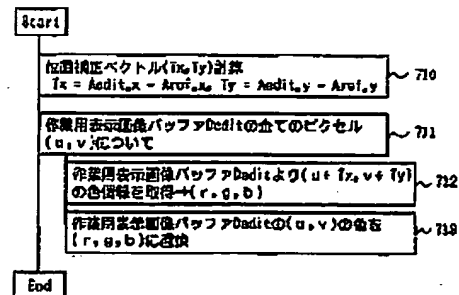 Start
位置補正ベクトル(Tx,Ty)計算
Tx = Aedit.x - Aref.x, Ty = Aedit.y - Aref.y
710
作業用表示画像バッファDeditの全てのピクセル
(u,v)について
711
作業用表示画像バッファDeditより(u+Tx,v+Ty)
の色情報を取得→(r,g,b)
712
作業用表示画像バッファDeditの(u,v)の色を
(r,g,b)に置換
713
End